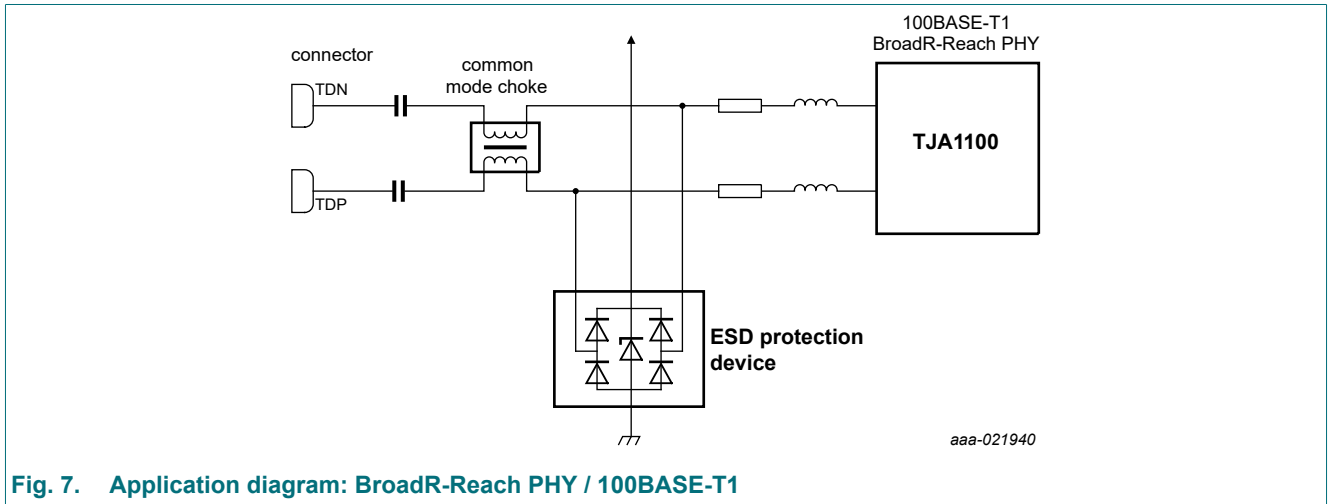 100BASE-T1
BroadR-Reach PHY
connector
common
mode choke
TDN
TJA1100
TDP
ESD protection
device
aaa-021940
Fig. 7. Application diagram: BroadR-Reach PHY / 100BASE-T1